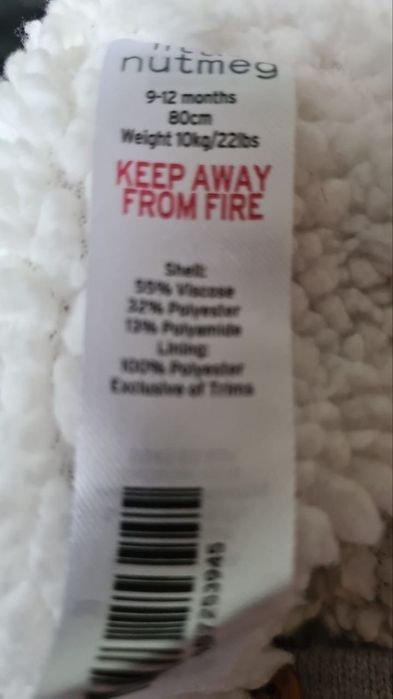 nutmeg
9-12 months
80cm
Weight 10kg/22lbs
KEEP AWAY
FROM FIRE
Shell:
55% Viscose
32% Polyester
13% Polyamide
Lining:
100% Polyester
Exclusive of Trims